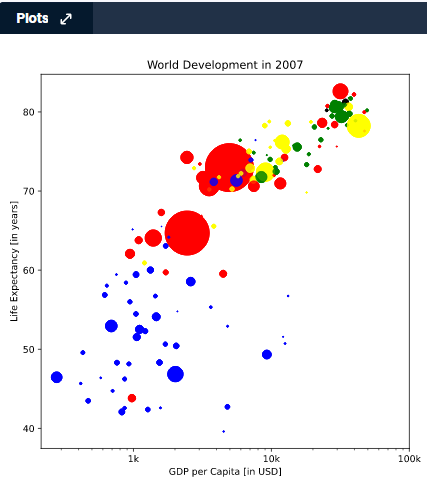 Plots
World Development in 2007
Life Expectancy [in years]
80
70
60
50
40
1k
10k
100k
GDP per Capita [in USD]